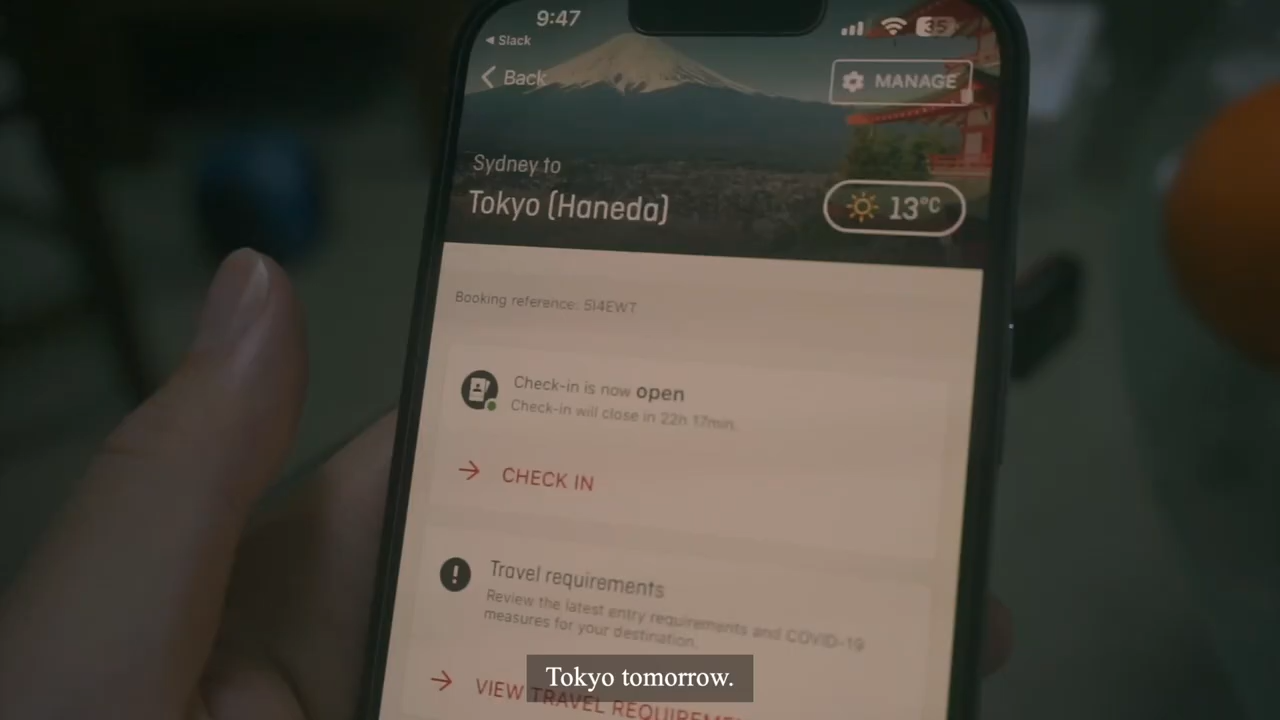 9:47
35
◀ Slack
Back
MANAGE
Sydney to
Tokyo (Haneda)
13°C
Booking reference: 5I4EWT
Check-in is now open
Check-in will close in 22h 17min.
CHECK IN
Travel requirements
Review the latest entry requirements and COVID-19
measures for your destination.
VIEW TRAVEL REQUIREME
Tokyo tomorrow.